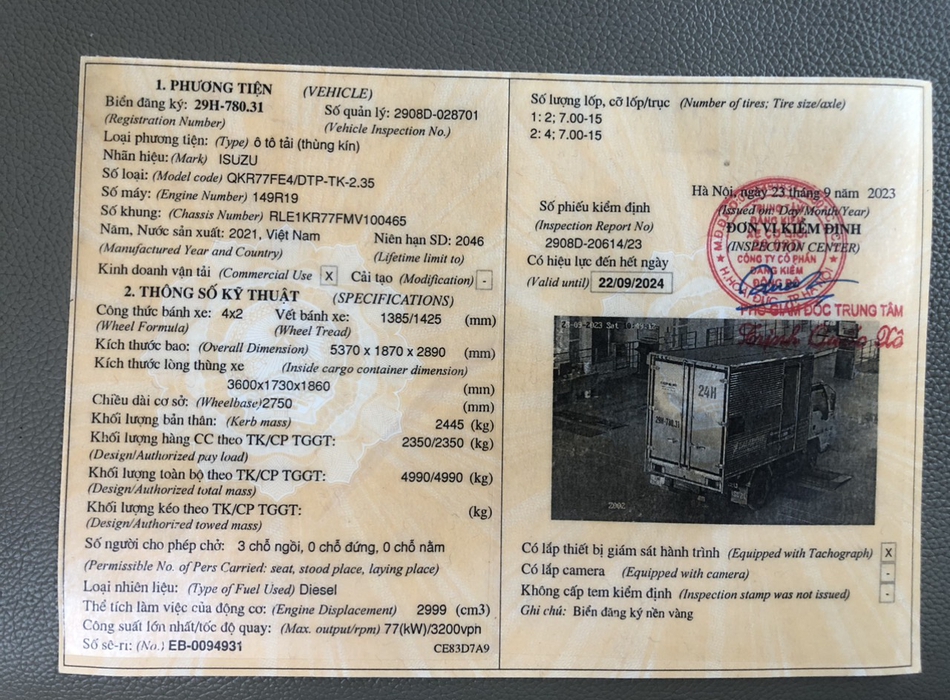 1. PHƯƠNG TIỆN (VEHICLE)
Biển đăng ký: 29H-780.31 Số quản lý: 2908D-028701
(Registration Number) (Vehicle Inspection No.)
Loại phương tiện: (Type) ô tô tải (thùng kín)
Nhãn hiệu: (Mark) ISUZU
Số loại: (Model code) QKR77FE4/DTP-TK-2.35
Số máy: (Engine Number) 149R19
Số khung: (Chassis Number) RLE1KR77FMV100465
Năm, Nước sản xuất: 2021, Việt Nam Niên hạn SD: 2046
(Manufactured Year and Country) (Lifetime limit to)
Kinh doanh vận tải (Commercial Use X Cải tạo (Modification) -
2. THÔNG SỐ KỸ THUẬT (SPECIFICATIONS)
Công thức bánh xe: 4x2 Vết bánh xe: 1385/1425 (mm)
(Wheel Formula) (Wheel Tread)
Kích thước bao: (Overall Dimension) 5370 x 1870 x 2890 (mm)
Kích thước lòng thùng xe (Inside cargo container dimension)
3600x1730x1860 (mm)
Chiều dài cơ sở: (Wheelbase)2750 (mm)
Khối lượng bản thân: (Kerb mass) 2445 (kg)
Khối lượng hàng CC theo TK/CP TGGT: 2350/2350 (kg)
(Design/Authorized pay load)
Khối lượng toàn bộ theo TK/CP TGGT: 4990/4990 (kg)
(Design/Authorized total mass)
Khối lượng kéo theo TK/CP TGGT: (kg)
(Design/Authorized towed mass)
Số người cho phép chở: 3 chỗ ngồi, 0 chỗ đứng, 0 chỗ nằm
(Permissible No. of Pers Carried: seat, stood place, laying place)
Loại nhiên liệu: (Type of Fuel Used) Diesel
Thể tích làm việc của động cơ: (Engine Displacement) 2999 (cm3)
Công suất lớn nhất/tốc độ quay: (Max. output/rpm) 77(kW)/3200vph
Số sê-ri: (No.) EB-0094931 CE83D7A9
Số lượng lốp, cỡ lốp/trục (Number of tires; Tire size/axle)
1: 2; 7.00-15
2: 4; 7.00-15
Hà Nội, ngày 23 tháng 9 năm 2023
Số phiếu kiểm định (Issued on: Day/Month/Year)
(Inspection Report No) ĐƠN VỊ KIỂM ĐỊNH
2908D-20614/23 (INSPECTION CENTER)
Có hiệu lực đến hết ngày
(Valid until) 22/09/2024
TRUNG TÂM
ĐĂNG KIỂM
XE CƠ GIỚI
CÔNG TY CỔ PHẦN
ĐĂNG KIỂM
PHÓ GIÁM ĐỐC TRUNG TÂM
24H
Có lắp thiết bị giám sát hành trình (Equipped with Tachograph) X
Có lắp camera (Equipped with camera) -
Không cấp tem kiểm định (Inspection stamp was not issued) -
Ghi chú: Biển đăng ký nền vàng